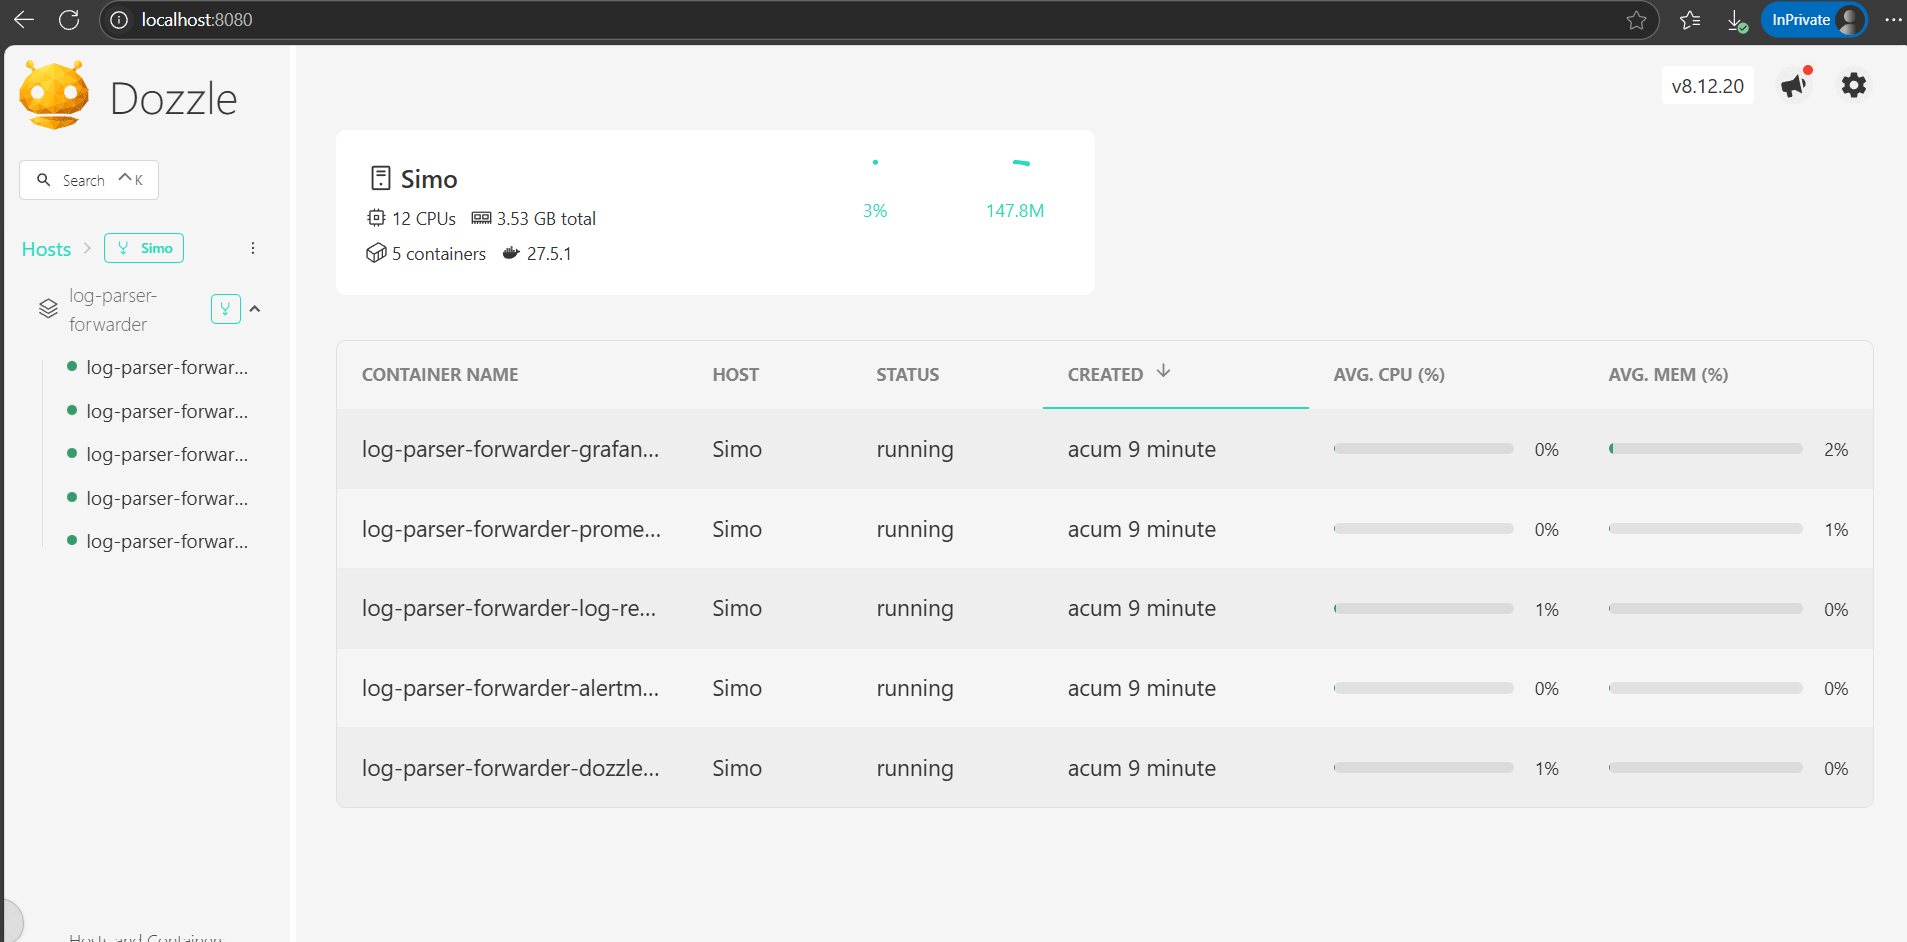 localhost:8080
InPrivate
Dozzle
v8.12.20
Search ^ K
Simo
12 CPUs 3.53 GB total
5 containers 27.5.1
3%
147.8M
Hosts Simo
log-parser-
forwarder
log-parser-forwar...
log-parser-forwar...
log-parser-forwar...
log-parser-forwar...
log-parser-forwar...
CONTAINER NAME HOST STATUS CREATED AVG. CPU (%) AVG. MEM (%)
log-parser-forwarder-grafan... Simo running acum 9 minute 0% 2%
log-parser-forwarder-prome... Simo running acum 9 minute 0% 1%
log-parser-forwarder-log-re... Simo running acum 9 minute 1% 0%
log-parser-forwarder-alertm... Simo running acum 9 minute 0% 0%
log-parser-forwarder-dozzle... Simo running acum 9 minute 1% 0%
Hosts and Containers